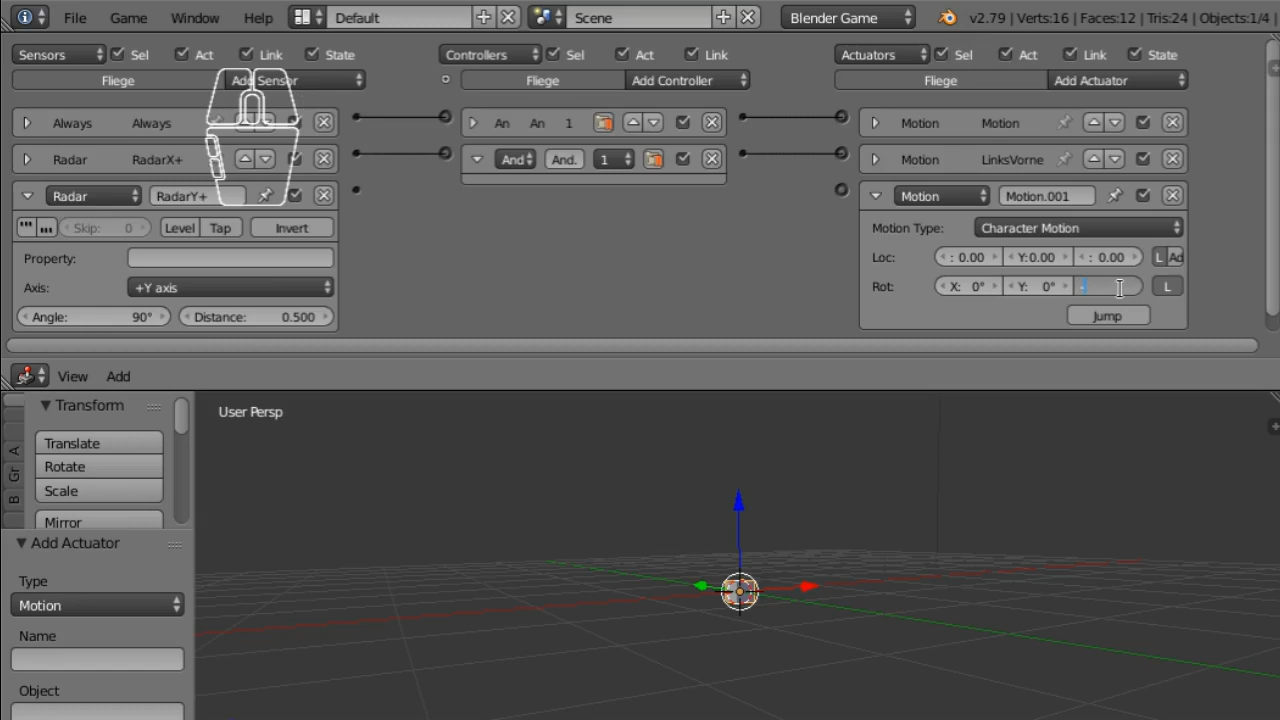 File Game Window Help Default Scene Blender Game v2.79 | Verts:16 | Faces:12 | Tris:24 | Objects:1/4 |
Sensors Sel Act Link State Controllers Sel Act Link Actuators Sel Act Link State
Fliege Add Sensor Fliege Add Controller Fliege Add Actuator
Always Always An An 1 Motion Motion
Radar RadarX+ And And. 1 Motion LinksVorne
Radar RadarY+ Motion Motion.001
Skip: 0 Level Tap Invert Motion Type: Character Motion
Property: Loc: : 0.00 Y:0.00 : 0.00 L Ad
Axis: +Y axis Rot: X: 0° Y: 0° - L
Angle: 90° Distance: 0.500 Jump
View Add
Transform
User Persp
Translate
A
Rotate
Gr
Scale
B
Mirror
Add Actuator
Type
Motion
Name
Object